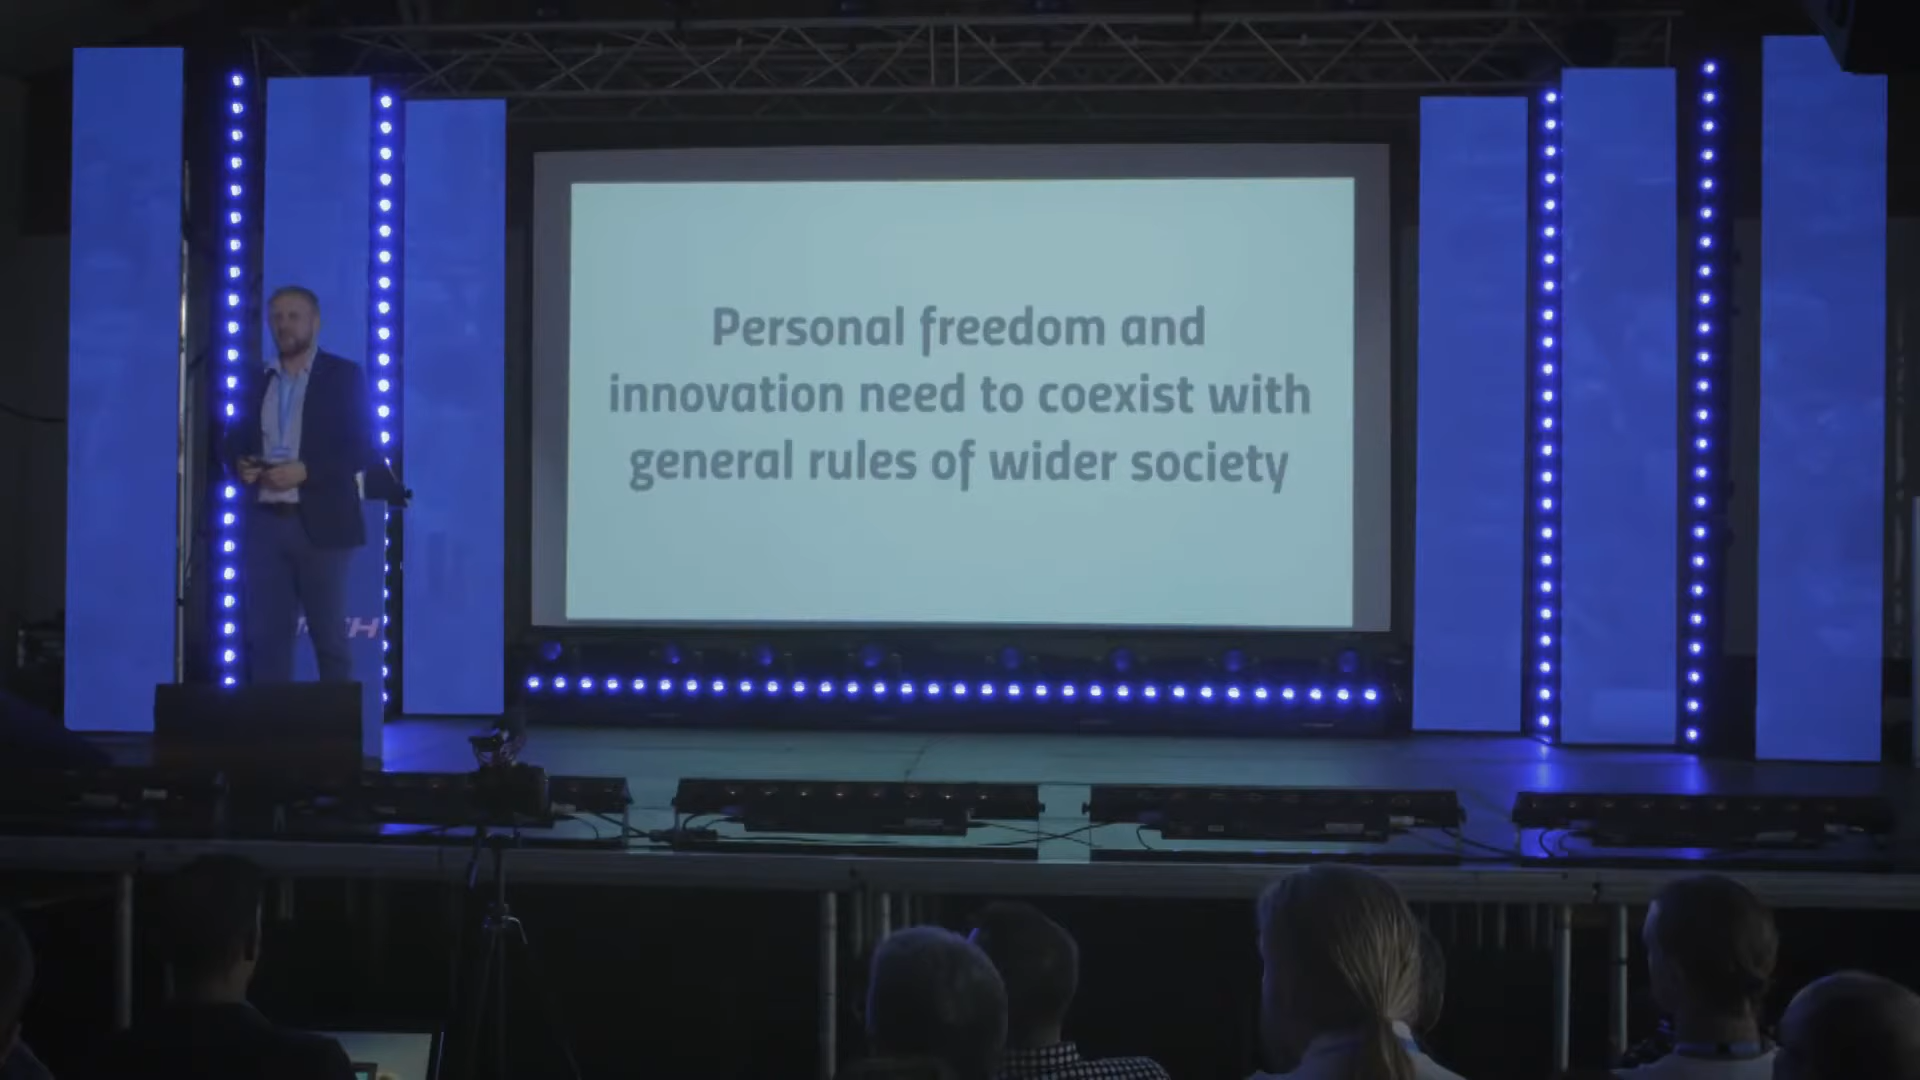 Personal freedom and
innovation need to coexist with
general rules of wider society